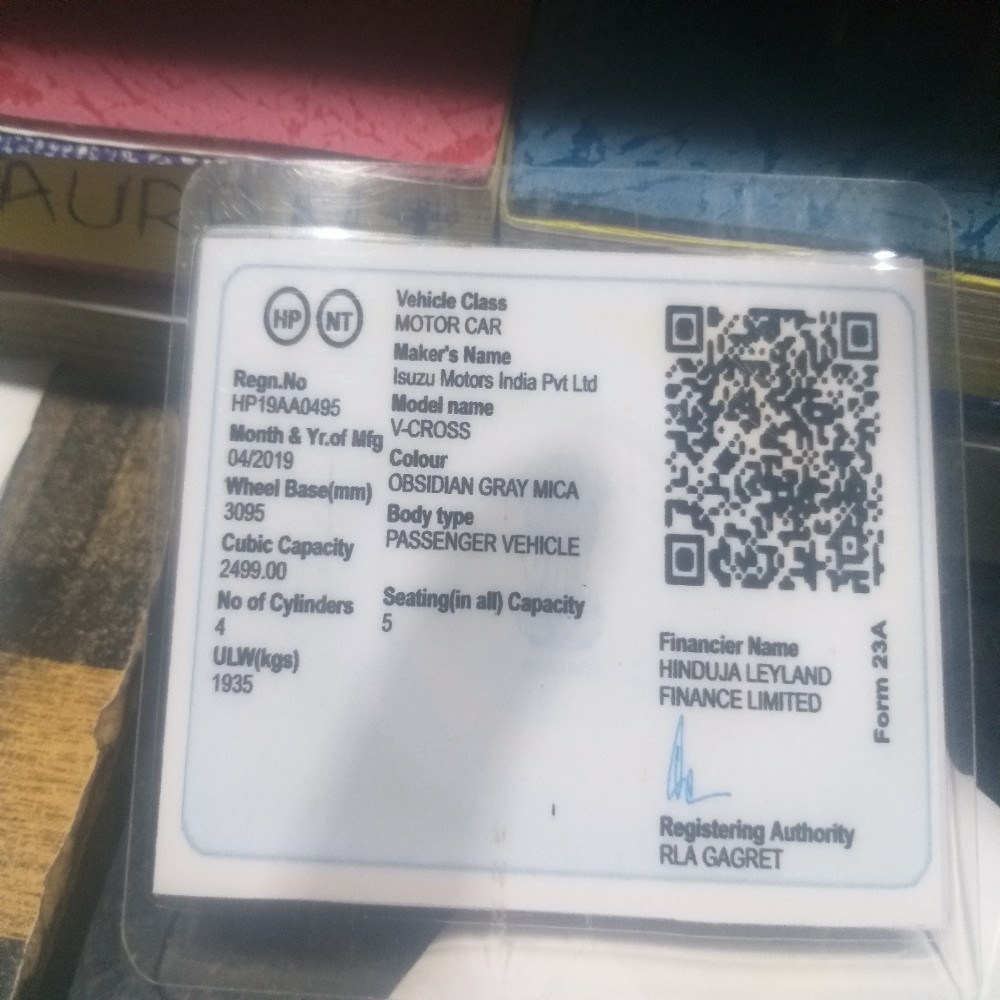 HP NT
Regn.No
HP19AA0495
Month & Yr.of Mfg
04/2019
Wheel Base(mm)
3095
Cubic Capacity
2499.00
No of Cylinders
4
ULW(kgs)
1935
Vehicle Class
MOTOR CAR
Maker's Name
Isuzu Motors India Pvt Ltd
Model name
V-CROSS
Colour
OBSIDIAN GRAY MICA
Body type
PASSENGER VEHICLE
Seating(in all) Capacity
5
Financier Name
HINDUJA LEYLAND
FINANCE LIMITED
Registering Authority
RLA GAGRET
Form 23A